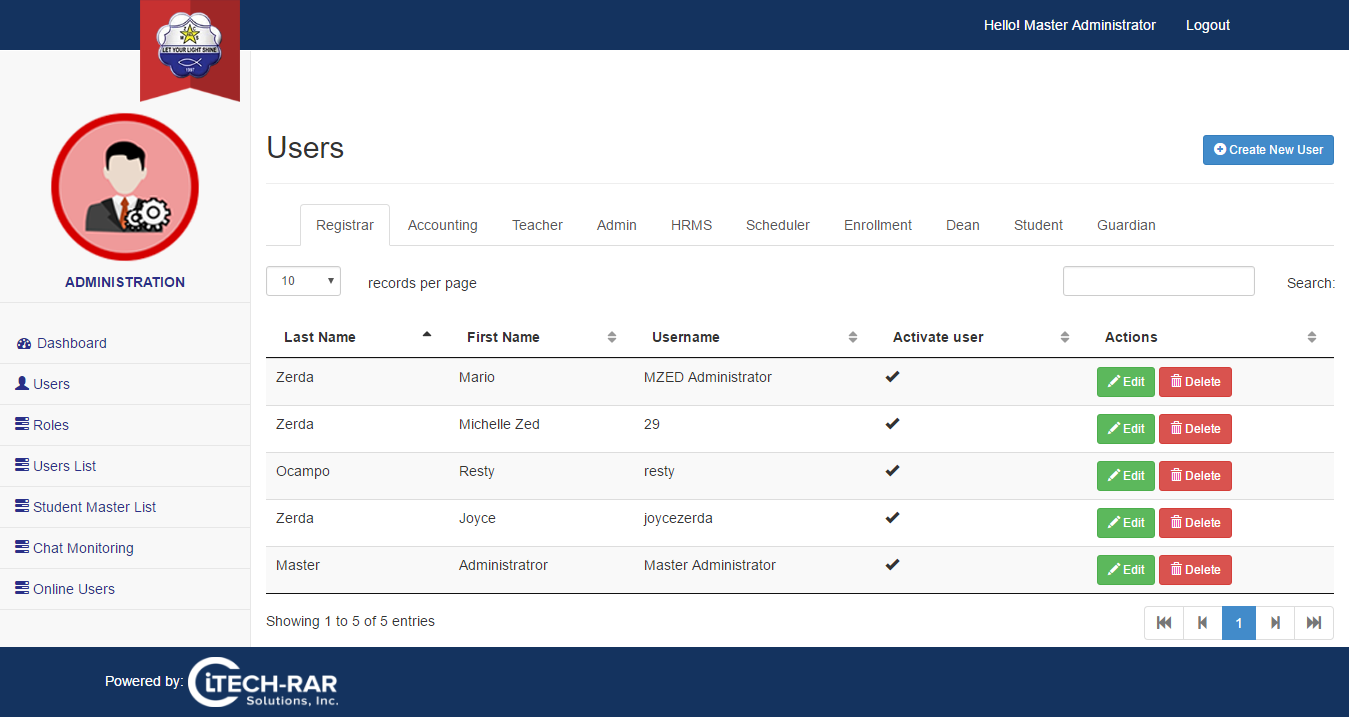 Hello! Master Administrator Logout
LET YOUR LIGHT SHINE
1997
ADMINISTRATION
Dashboard
Users
Roles
Users List
Student Master List
Chat Monitoring
Online Users
Users
Create New User
Registrar Accounting Teacher Admin HRMS Scheduler Enrollment Dean Student Guardian
10 records per page Search:
Last Name First Name Username Activate user Actions
Zerda Mario MZED Administrator Edit Delete
Zerda Michelle Zed 29 Edit Delete
Ocampo Resty resty Edit Delete
Zerda Joyce joycezerda Edit Delete
Master Administratror Master Administrator Edit Delete
Showing 1 to 5 of 5 entries 1
Powered by: iTECH-RAR
Solutions, Inc.